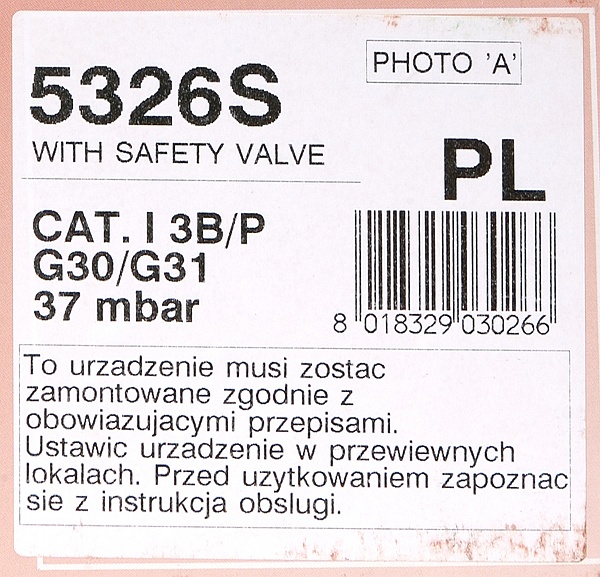 PHOTO 'A'
5326S
WITH SAFETY VALVE
PL
CAT. I 3B/P
G30/G31
37 mbar
8 018329 030266
To urzadzenie musi zostac
zamontowane zgodnie z
obowiazujacymi przepisami.
Ustawic urzadzenie w przewiewnych
lokalach. Przed uzytkowaniem zapoznac
sie z instrukcja obslugi.